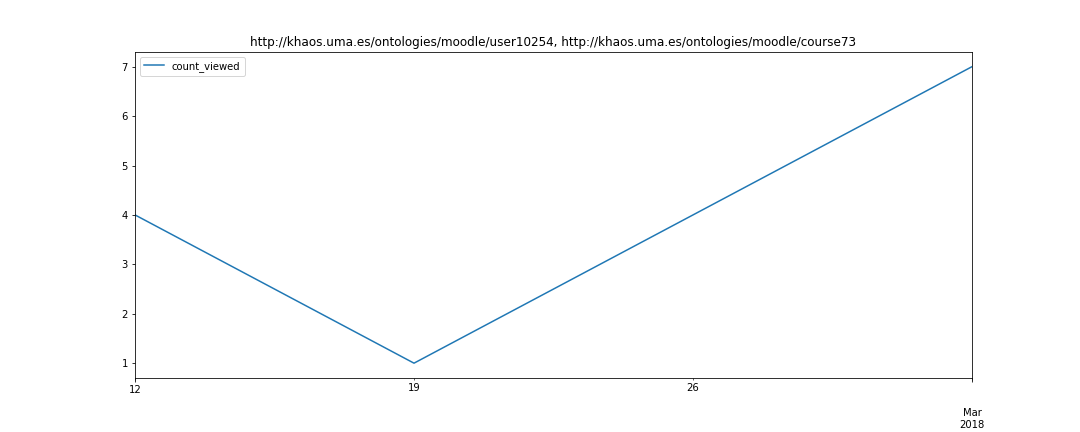 http://khaos.uma.es/ontologies/moodle/user10254, http://khaos.uma.es/ontologies/moodle/course73
count_viewed
7
6
5
4
3
2
1
12 19 26
Mar
2018